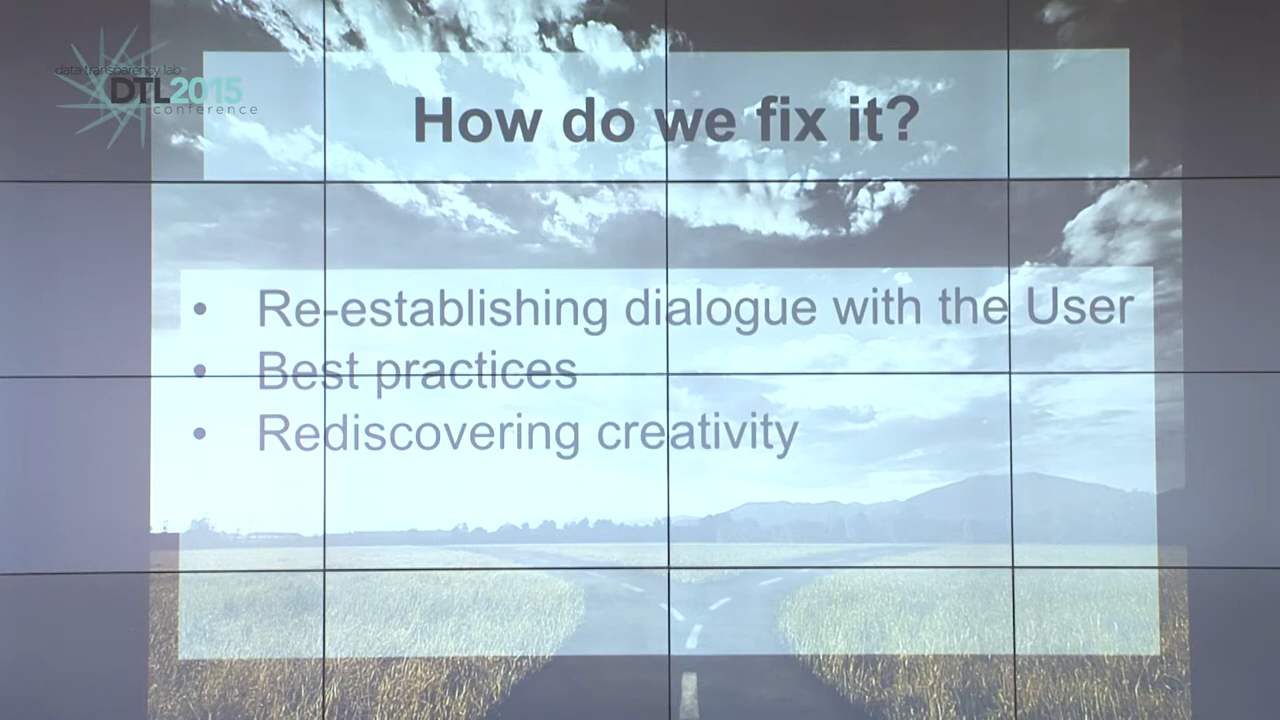 data transparency lab
DTL2015
conference
How do we fix it?
• Re-establishing dialogue with the User
• Best practices
• Rediscovering creativity